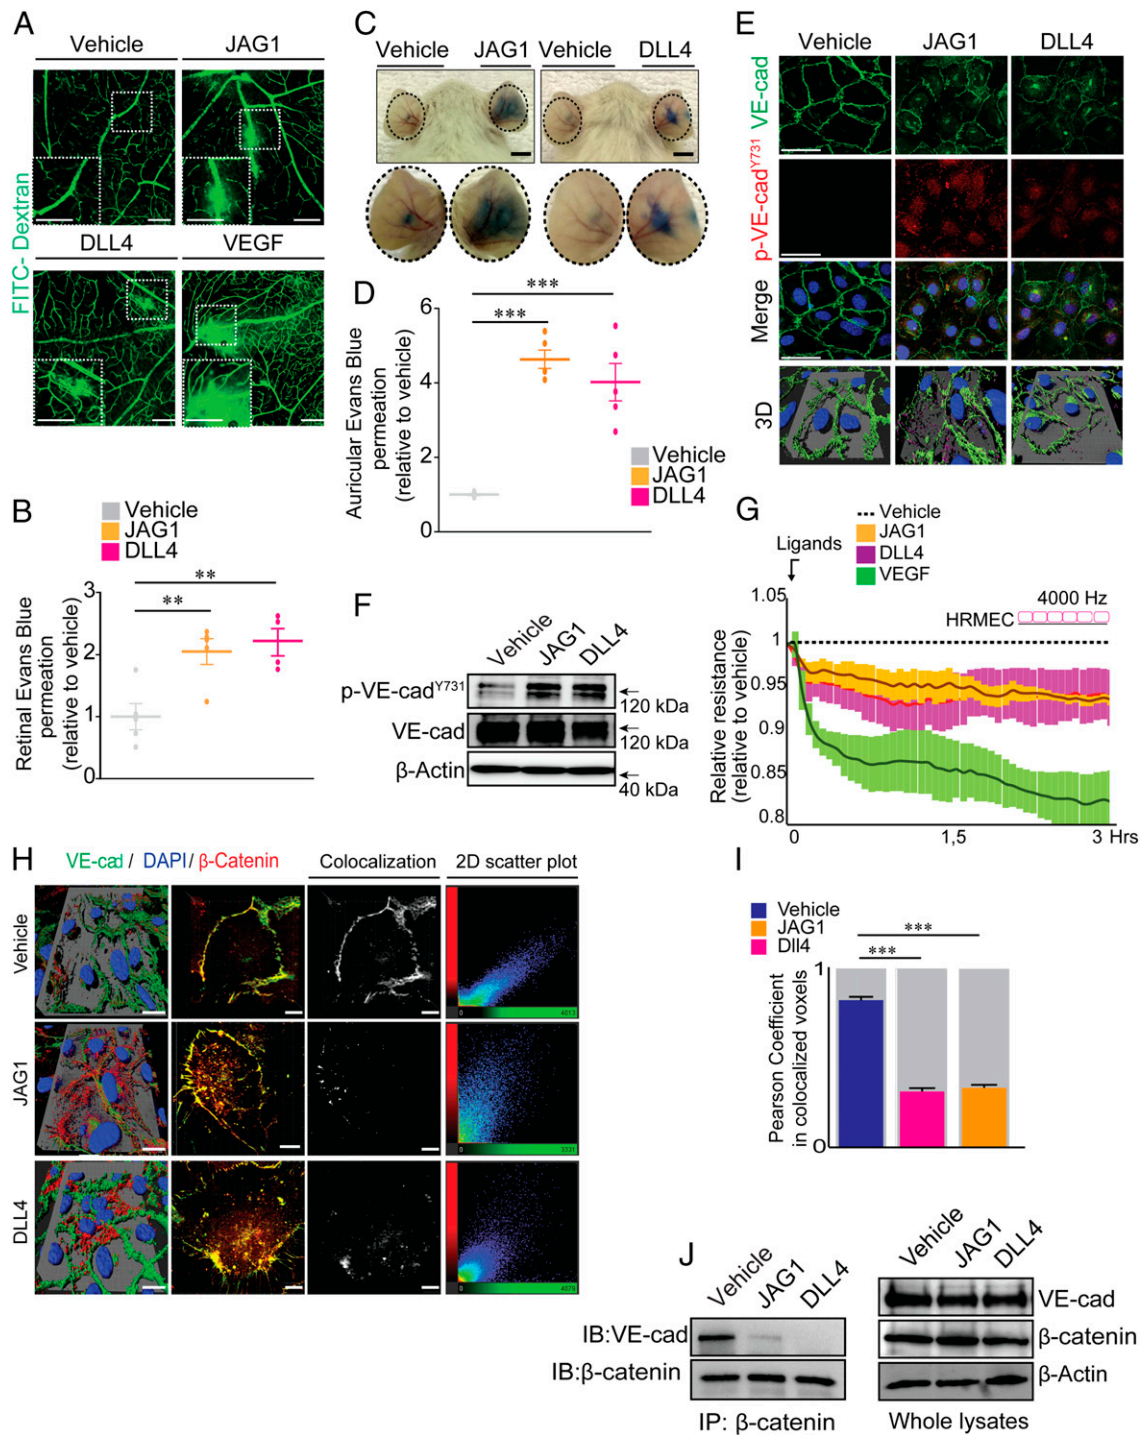 A
Vehicle
JAG1
DLL4
VEGF
FITC- Dextran
B
Vehicle
JAG1
DLL4
Retinal Evans Blue
permeation
(relative to vehicle)
3
2
1
0
**
**
C
Vehicle
JAG1
Vehicle
DLL4
D
Auricular Evans Blue
permeation
(relative to vehicle)
6
4
2
0
***
***
Vehicle
JAG1
DLL4
E
Vehicle
JAG1
DLL4
p-VE-cadY731 VE-cad
Merge
3D
F
Vehicle
JAG1
DLL4
p-VE-cadY731
120 kDa
VE-cad
120 kDa
β-Actin
40 kDa
G
Vehicle
JAG1
DLL4
VEGF
Ligands
4000 Hz
HRMEC
Relative resistance
(relative to vehicle)
1.05
1
0.95
0.9
0.85
0.8
0
1,5
3 Hrs
H
VE-cad / DAPI / β-Catenin
Colocalization
2D scatter plot
Vehicle
JAG1
DLL4
I
Vehicle
JAG1
Dll4
***
***
Pearson Coefficient
in colocalized voxels
1
0
J
Vehicle
JAG1
DLL4
IB:VE-cad
IB:β-catenin
IP: β-catenin
Vehicle
JAG1
DLL4
VE-cad
β-catenin
β-Actin
Whole lysates